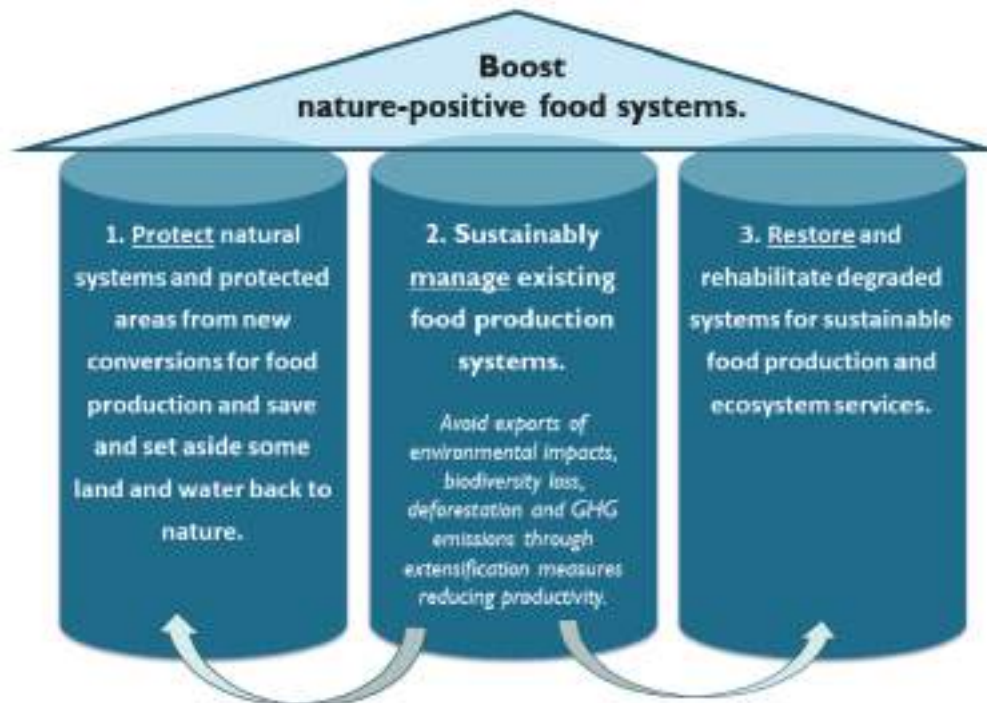 Boost
nature-positive food systems.
1. Protect natural
systems and protected
areas from new
conversions for food
production and save
and set aside some
land and water back to
nature.
2. Sustainably
manage existing
food production
systems.
Avoid exports of
environmental impacts,
biodiversity loss,
deforestation and GHG
emissions through
extensification measures
reducing productivity.
3. Restore and
rehabilitate degraded
systems for sustainable
food production and
ecosystem services.